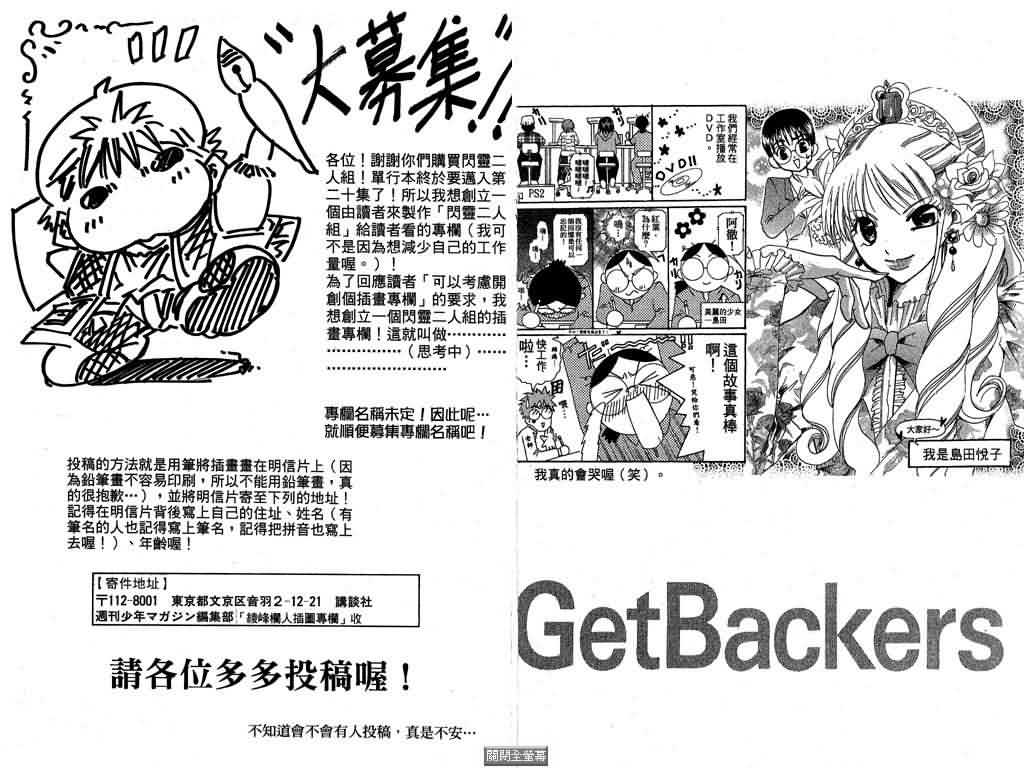 "大募集!!
各位！謝謝你們購買閃靈二
人組！單行本終於要邁入第
二十集了！所以我想創立一
個由讀者來製作「閃靈二人
組」給讀者看的專欄（我可
不是因為想減少自己的工作
量喔。）！
為了回應讀者「可以考慮開
創個插畫專欄」的要求，我
想創立一個閃靈二人組的插
畫專欄！這就叫做…………
………………（思考中）……
……………………
專欄名稱未定！因此呢…
就順便募集專欄名稱吧！
投稿的方法就是用筆將插畫畫在明信片上（因
為鉛筆畫不容易印刷，所以不能用鉛筆畫，真
的很抱歉…），並將明信片寄至下列的地址！
記得在明信片背後寫上自己的住址、姓名（有
筆名的人也記得寫上筆名，記得把拼音也寫上
去喔！）、年齡喔！
【寄件地址】
〒112-8001 東京都文京区音羽2-12-21 講談社
週刊少年マガジン編集部「綾峰欄人插圖專欄」收
請各位多多投稿喔！
不知道會不會有人投稿，真是不安…
我們經常在
工作室播放
DVD。
PS2
阿撒！
美麗的少女
—島田
紅葉，
為什麼？
嗚…
這個故事真棒
啊！
快工作
啦…
我真的會哭喔（笑）。
大家好～
我是島田悅子
GetBackers
關閉全螢幕